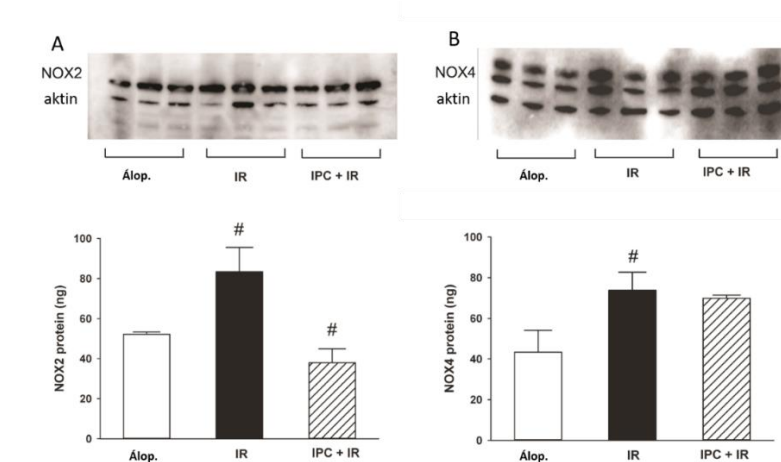 A
NOX2
aktin
Álop. IR IPC + IR
B
NOX4
aktin
Álop. IR IPC + IR
#
#
NOX2 protein (ng)
100
80
60
40
20
0
Álop. IR IPC + IR
#
NOX4 protein (ng)
100
80
60
40
20
0
Álop. IR IPC + IR